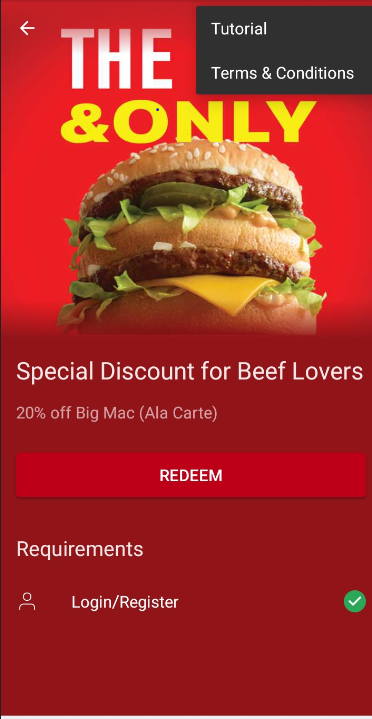 THE
Tutorial
Terms & Conditions
&ONLY
Special Discount for Beef Lovers
20% off Big Mac (Ala Carte)
REDEEM
Requirements
Login/Register